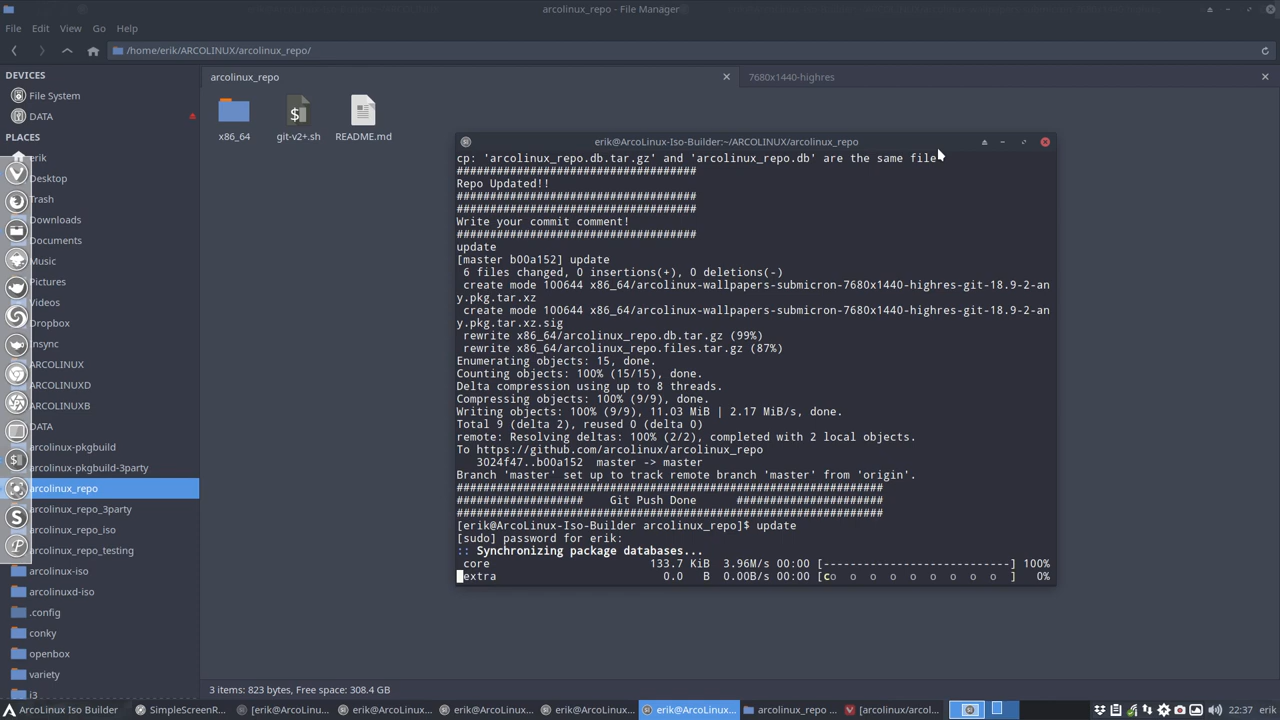 arcolinux_repo - File Manager
File Edit View Go Help
/home/erik/ARCOLINUX/arcolinux_repo/
DEVICES
File System
DATA
PLACES
erik
Desktop
Trash
Downloads
Documents
Music
Pictures
Videos
Dropbox
Insync
ARCOLINUX
ARCOLINUXD
ARCOLINUXB
DATA
arcolinux-pkgbuild
arcolinux-pkgbuild-3party
arcolinux_repo
arcolinux_repo_3party
arcolinux_repo_iso
arcolinux_repo_testing
arcolinux-iso
arcolinuxd-iso
.config
conky
openbox
variety
i3
arcolinux_repo
7680x1440-highres
x86_64
git-v2+.sh
README.md
erik@ArcoLinux-Iso-Builder:~/ARCOLINUX/arcolinux_repo
cp: 'arcolinux_repo.db.tar.gz' and 'arcolinux_repo.db' are the same file
####################################
Repo Updated!!
####################################
####################################
Write your commit comment!
####################################
update
[master b00a152] update
6 files changed, 0 insertions(+), 0 deletions(-)
create mode 100644 x86_64/arcolinux-wallpapers-submicron-7680x1440-highres-git-18.9-2-an
y.pkg.tar.xz
create mode 100644 x86_64/arcolinux-wallpapers-submicron-7680x1440-highres-git-18.9-2-an
y.pkg.tar.xz.sig
rewrite x86_64/arcolinux_repo.db.tar.gz (99%)
rewrite x86_64/arcolinux_repo.files.tar.gz (87%)
Enumerating objects: 15, done.
Counting objects: 100% (15/15), done.
Delta compression using up to 8 threads.
Compressing objects: 100% (9/9), done.
Writing objects: 100% (9/9), 11.03 MiB | 2.17 MiB/s, done.
Total 9 (delta 2), reused 0 (delta 0)
remote: Resolving deltas: 100% (2/2), completed with 2 local objects.
To https://github.com/arcolinux/arcolinux_repo
3024f47..b00a152 master -> master
Branch 'master' set up to track remote branch 'master' from 'origin'.
################################################################
################### Git Push Done ######################
################################################################
[erik@ArcoLinux-Iso-Builder arcolinux_repo]$ update
[sudo] password for erik:
:: Synchronizing package databases...
core 133.7 KiB 3.96M/s 00:00 [-------------------------------] 100%
extra 0.0 B 0.00B/s 00:00 [co o o o o o o o o ] 0%
3 items: 823 bytes, Free space: 308.4 GB
ArcoLinux Iso Builder
SimpleScreenR...
[erik@ArcoLinu...
erik@ArcoLinux...
erik@ArcoLinux...
erik@ArcoLinux...
erik@ArcoLinux...
arcolinux_repo ...
[arcolinux/arcol...
22:37
erik